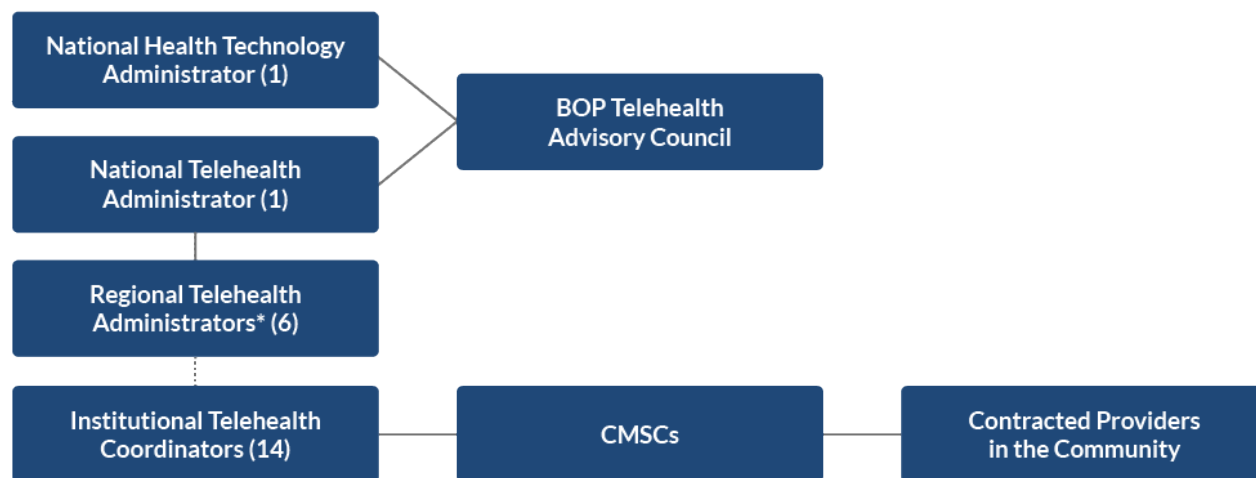 National Health Technology
Administrator (1)
BOP Telehealth
Advisory Council
National Telehealth
Administrator (1)
Regional Telehealth
Administrators* (6)
Institutional Telehealth
Coordinators (14)
CMSCs
Contracted Providers
in the Community